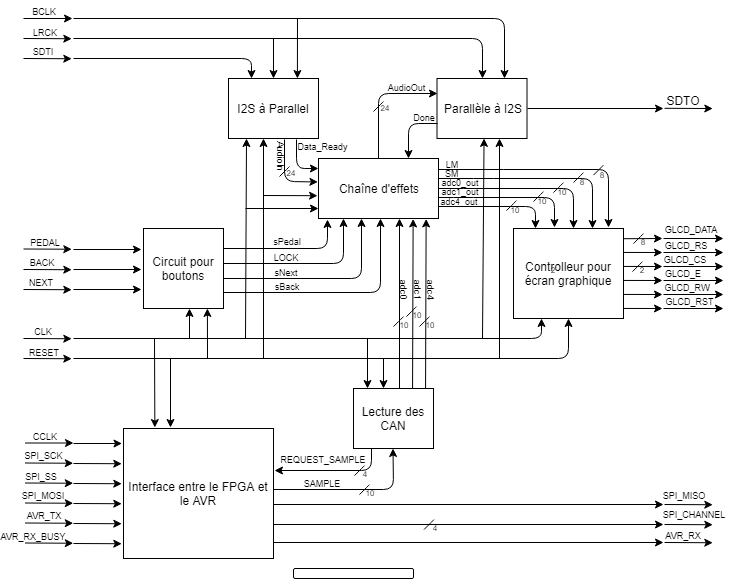 BCLK
LRCK
SDTI
I2S à Parallel
AudioOut
24
Parallèle à I2S
SDTO
Done
AudioIn
24
Data_Ready
Chaîne d'effets
LM
8
SM
8
adc0_out
10
adc1_out
10
adc4_out
10
PEDAL
BACK
NEXT
Circuit pour
boutons
sPedal
LOCK
sNext
sBack
adc0
adc1
adc4
10
10
10
Controlleur pour
écran graphique
GLCD_DATA
8
GLCD_RS
GLCD_CS
2
GLCD_E
GLCD_RW
GLCD_RST
CLK
RESET
Lecture des
CAN
REQUEST_SAMPLE
4
SAMPLE
10
CCLK
SPI_SCK
SPI_SS
SPI_MOSI
AVR_TX
AVR_RX_BUSY
Interface entre le FPGA et
le AVR
SPI_MISO
SPI_CHANNEL
4
AVR_RX